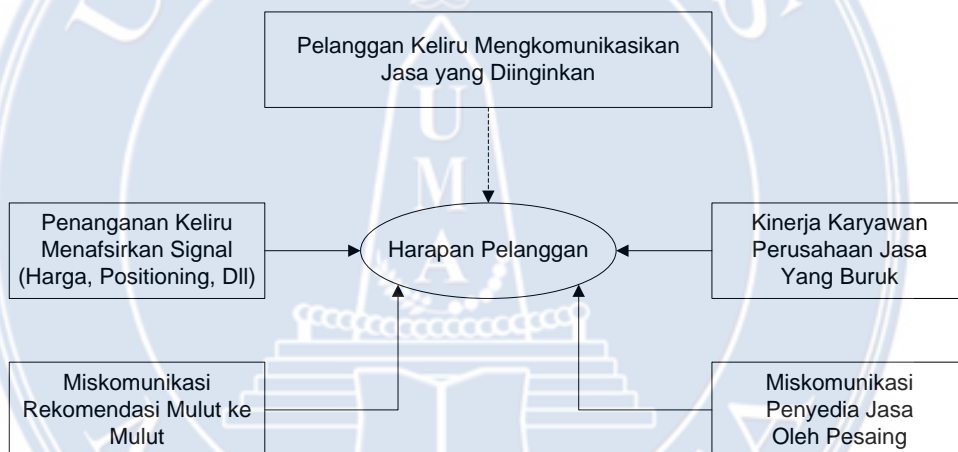 Pelanggan Keliru Mengkomunikasikan
Jasa yang Diinginkan
Penanganan Keliru
Menafsirkan Signal
(Harga, Positioning, Dll)
Harapan Pelanggan
Kinerja Karyawan
Perusahaan Jasa
Yang Buruk
Miskomunikasi
Rekomendasi Mulut ke
Mulut
Miskomunikasi
Penyedia Jasa
Oleh Pesaing
U
M
A